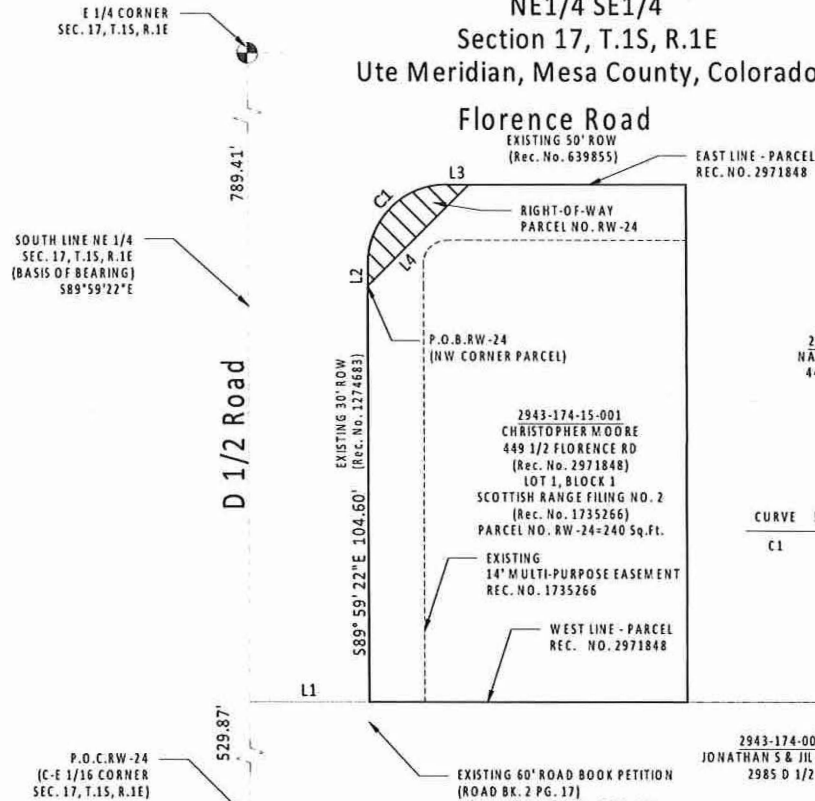 NE1/4 SE1/4
Section 17, T.1S, R.1E
Ute Meridian, Mesa County, Colorado
E 1/4 CORNER
SEC. 17, T.1S, R.1E
Florence Road
EXISTING 50' ROW
(Rec. No. 639855)
EAST LINE - PARCEL
REC. NO. 2971848
789.41'
L3
C1
RIGHT-OF-WAY
PARCEL NO. RW-24
L4
L2
SOUTH LINE NE 1/4
SEC. 17, T.1S, R.1E
(BASIS OF BEARING)
S89°59'22"E
P.O.B.RW-24
(NW CORNER PARCEL)
EXISTING 30' ROW
(Rec. No. 1274683)
D 1/2 Road
2943-174-15-001
CHRISTOPHER MOORE
449 1/2 FLORENCE RD
(Rec. No. 2971848)
LOT 1, BLOCK 1
SCOTTISH RANGE FILING NO. 2
(Rec. No. 1735266)
PARCEL NO. RW-24=240 Sq.Ft.
CURVE
C1
S89° 59' 22"E 104.60'
EXISTING
14' MULTI-PURPOSE EASEMENT
REC. NO. 1735266
WEST LINE - PARCEL
REC. NO. 2971848
L1
529.87'
P.O.C.RW-24
(C-E 1/16 CORNER
SEC. 17, T.1S, R.1E)
EXISTING 60' ROAD BOOK PETITION
(ROAD BK. 2 PG. 17)
2943-174-00
JONATHAN S & JIL
2985 D 1/2